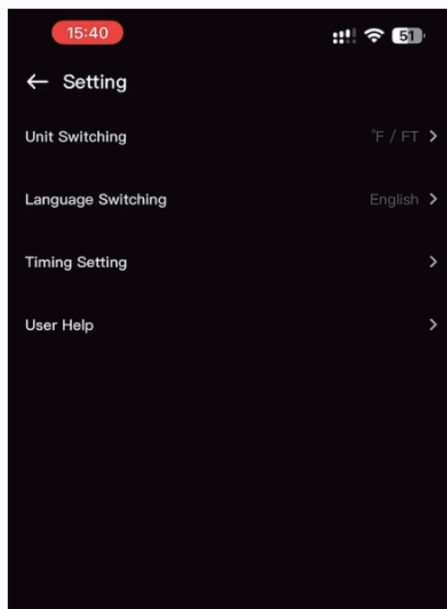 15:40
51
Setting
Unit Switching °F / FT
Language Switching English
Timing Setting
User Help